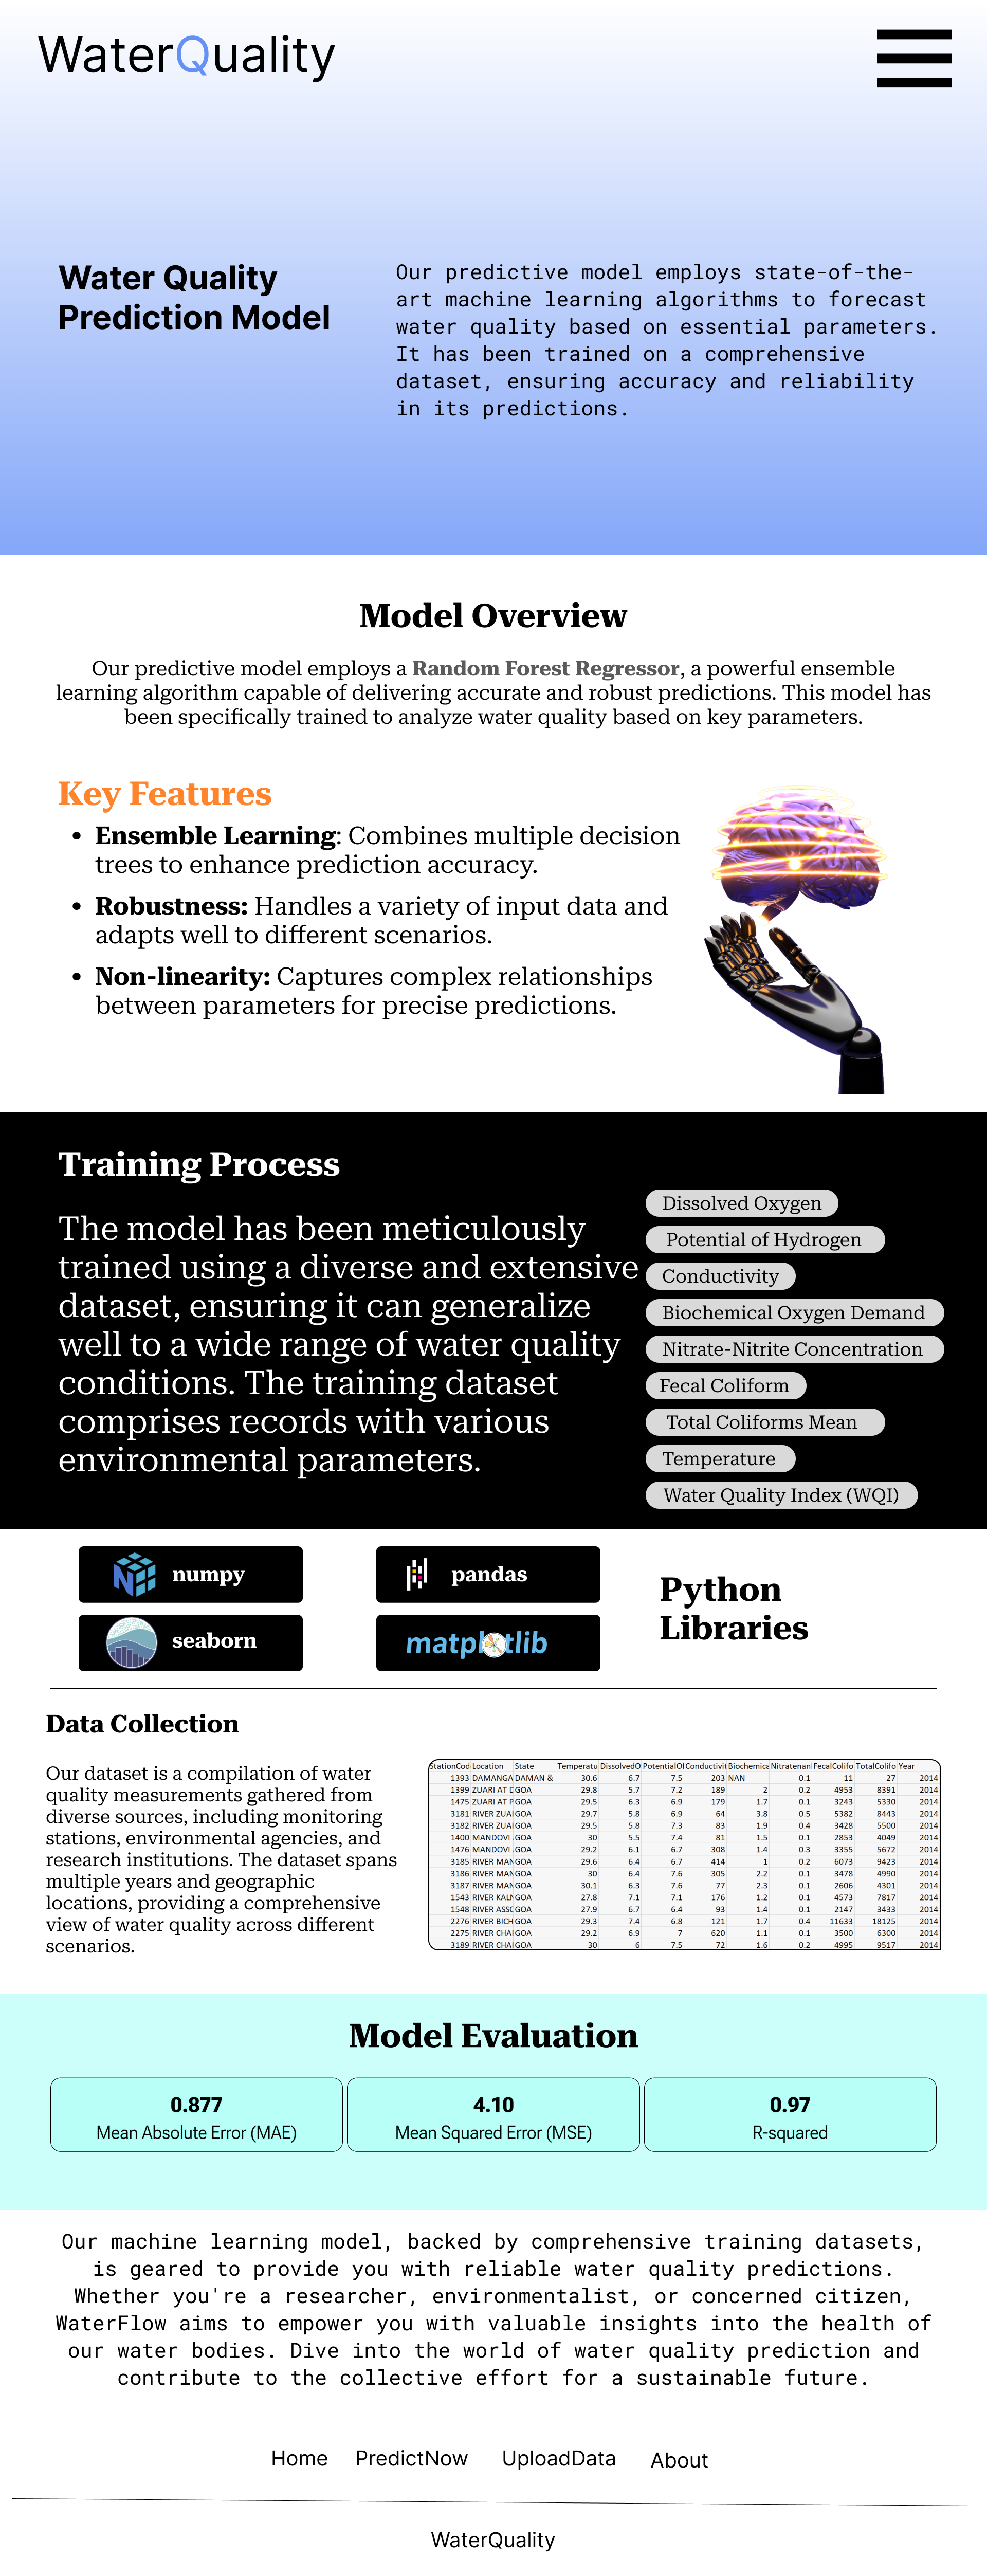 WaterQuality
Water Quality
Prediction Model
Our predictive model employs state-of-the-
art machine learning algorithms to forecast
water quality based on essential parameters.
It has been trained on a comprehensive
dataset, ensuring accuracy and reliability
in its predictions.
Model Overview
Our predictive model employs a Random Forest Regressor, a powerful ensemble
learning algorithm capable of delivering accurate and robust predictions. This model has
been specifically trained to analyze water quality based on key parameters.
Key Features
• Ensemble Learning: Combines multiple decision
trees to enhance prediction accuracy.
• Robustness: Handles a variety of input data and
adapts well to different scenarios.
• Non-linearity: Captures complex relationships
between parameters for precise predictions.
Training Process
The model has been meticulously
trained using a diverse and extensive
dataset, ensuring it can generalize
well to a wide range of water quality
conditions. The training dataset
comprises records with various
environmental parameters.
Dissolved Oxygen
Potential of Hydrogen
Conductivity
Biochemical Oxygen Demand
Nitrate-Nitrite Concentration
Fecal Coliform
Total Coliforms Mean
Temperature
Water Quality Index (WQI)
numpy
pandas
seaborn
matplotlib
Python
Libraries
Data Collection
Our dataset is a compilation of water
quality measurements gathered from
diverse sources, including monitoring
stations, environmental agencies, and
research institutions. The dataset spans
multiple years and geographic
locations, providing a comprehensive
view of water quality across different
scenarios.
StationCod Location State Temperatu DissolvedO PotentialOf Conductivit Biochemica Nitratenan FecalColifo TotalColifo Year
1393 DAMANGA DAMAN & 30.6 6.7 7.5 203 NAN 0.1 11 27 2014
1399 ZUARI AT D GOA 29.8 5.7 7.2 189 2 0.2 4953 8391 2014
1475 ZUARI AT P GOA 29.5 6.3 6.9 179 1.7 0.1 3243 5330 2014
3181 RIVER ZUAI GOA 29.7 5.8 6.9 64 3.8 0.5 5382 8443 2014
3182 RIVER ZUAI GOA 29.5 5.8 7.3 83 1.9 0.4 3428 5500 2014
1400 MANDOVI GOA 30 5.5 7.4 81 1.5 0.1 2853 4049 2014
1476 MANDOVI GOA 29.2 6.1 6.7 308 1.4 0.3 3355 5672 2014
3185 RIVER MAN GOA 29.6 6.4 6.7 414 1 0.2 6073 9423 2014
3186 RIVER MAN GOA 30 6.4 7.6 305 2.2 0.1 3478 4990 2014
3187 RIVER MAN GOA 30.1 6.3 7.6 77 2.3 0.1 2606 4301 2014
1543 RIVER KALN GOA 27.8 7.1 7.1 176 1.2 0.1 4573 7817 2014
1548 RIVER ASSO GOA 27.9 6.7 6.4 93 1.4 0.1 2147 3433 2014
2276 RIVER BICH GOA 29.3 7.4 6.8 121 1.7 0.4 11633 18125 2014
2275 RIVER CHAI GOA 29.2 6.9 7 620 1.1 0.1 3500 6300 2014
3189 RIVER CHAI GOA 30 6 7.5 72 1.6 0.2 4995 9517 2014
Model Evaluation
0.877
Mean Absolute Error (MAE)
4.10
Mean Squared Error (MSE)
0.97
R-squared
Our machine learning model, backed by comprehensive training datasets,
is geared to provide you with reliable water quality predictions.
Whether you're a researcher, environmentalist, or concerned citizen,
WaterFlow aims to empower you with valuable insights into the health of
our water bodies. Dive into the world of water quality prediction and
contribute to the collective effort for a sustainable future.
Home PredictNow UploadData About
WaterQuality